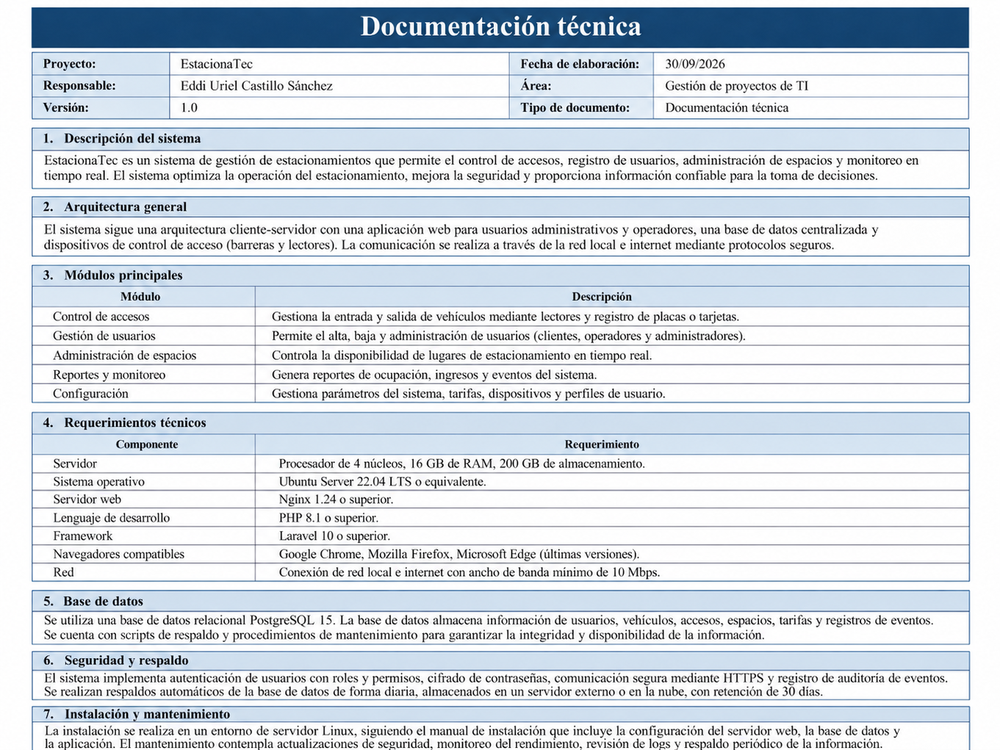 Documentación técnica
Proyecto: EstacionaTec Fecha de elaboración: 30/09/2026
Responsable: Eddi Uriel Castillo Sánchez Área: Gestión de proyectos de TI
Versión: 1.0 Tipo de documento: Documentación técnica
1. Descripción del sistema
EstacionaTec es un sistema de gestión de estacionamientos que permite el control de accesos, registro de usuarios, administración de espacios y monitoreo en
tiempo real. El sistema optimiza la operación del estacionamiento, mejora la seguridad y proporciona información confiable para la toma de decisiones.
2. Arquitectura general
El sistema sigue una arquitectura cliente-servidor con una aplicación web para usuarios administrativos y operadores, una base de datos centralizada y
dispositivos de control de acceso (barreras y lectores). La comunicación se realiza a través de la red local e internet mediante protocolos seguros.
3. Módulos principales
Módulo Descripción
Control de accesos Gestiona la entrada y salida de vehículos mediante lectores y registro de placas o tarjetas.
Gestión de usuarios Permite el alta, baja y administración de usuarios (clientes, operadores y administradores).
Administración de espacios Controla la disponibilidad de lugares de estacionamiento en tiempo real.
Reportes y monitoreo Genera reportes de ocupación, ingresos y eventos del sistema.
Configuración Gestiona parámetros del sistema, tarifas, dispositivos y perfiles de usuario.
4. Requerimientos técnicos
Componente Requerimiento
Servidor Procesador de 4 núcleos, 16 GB de RAM, 200 GB de almacenamiento.
Sistema operativo Ubuntu Server 22.04 LTS o equivalente.
Servidor web Nginx 1.24 o superior.
Lenguaje de desarrollo PHP 8.1 o superior.
Framework Laravel 10 o superior.
Navegadores compatibles Google Chrome, Mozilla Firefox, Microsoft Edge (últimas versiones).
Red Conexión de red local e internet con ancho de banda mínimo de 10 Mbps.
5. Base de datos
Se utiliza una base de datos relacional PostgreSQL 15. La base de datos almacena información de usuarios, vehículos, accesos, espacios, tarifas y registros de eventos.
Se cuenta con scripts de respaldo y procedimientos de mantenimiento para garantizar la integridad y disponibilidad de la información.
6. Seguridad y respaldo
El sistema implementa autenticación de usuarios con roles y permisos, cifrado de contraseñas, comunicación segura mediante HTTPS y registro de auditoría de eventos.
Se realizan respaldos automáticos de la base de datos de forma diaria, almacenados en un servidor externo o en la nube, con retención de 30 días.
7. Instalación y mantenimiento
La instalación se realiza en un entorno de servidor Linux, siguiendo el manual de instalación que incluye la configuración del servidor web, la base de datos y
la aplicación. El mantenimiento contempla actualizaciones de seguridad, monitoreo del rendimiento, revisión de logs y respaldo periódico de la información.